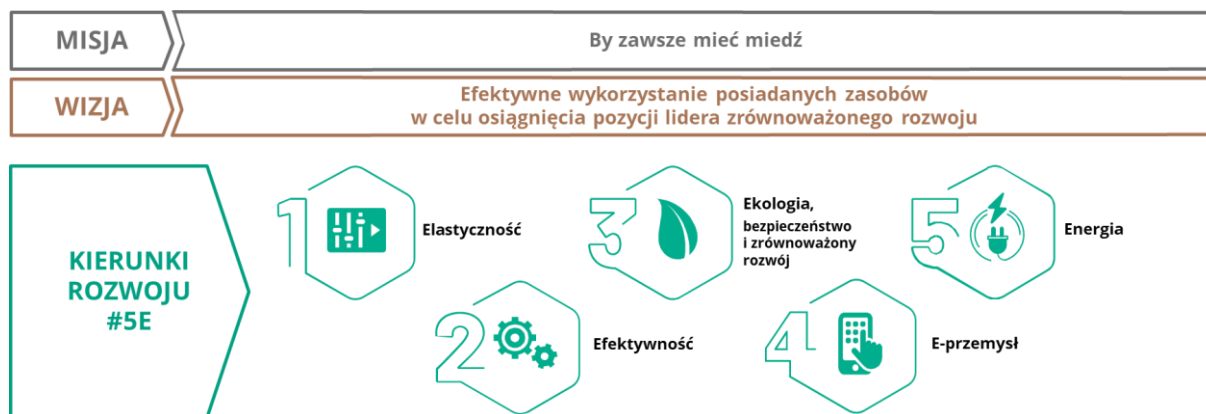 MISJA
By zawsze mieć miedź
WIZJA
Efektywne wykorzystanie posiadanych zasobów
w celu osiągnięcia pozycji lidera zrównoważonego rozwoju
KIERUNKI
ROZWOJU
#5E
1
Elastyczność
2
Efektywność
3
Ekologia,
bezpieczeństwo
i zrównoważony
rozwój
4
E-przemysł
5
Energia